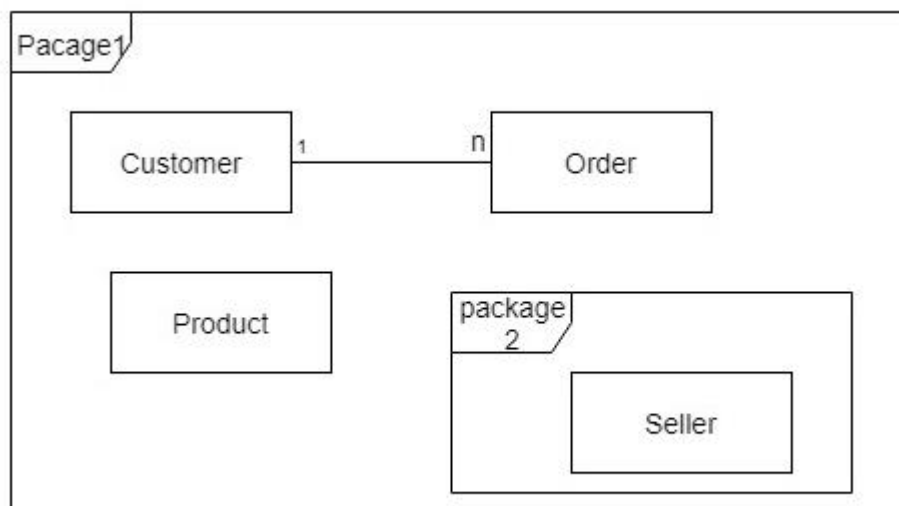 Pacage1
Customer
1
n
Order
Product
package
2
Seller